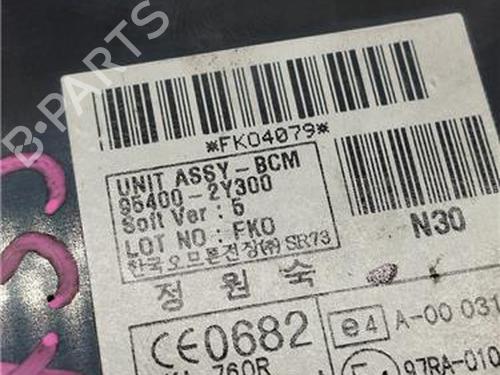 *FK04079*
UNIT ASSY-BCM
95400-2Y300
Soft Ver : 5
LOT NO : FK0
한국오므론전장㈜ SR73
N30
정원숙
CE0682
e4
A-00 031
760R
97RA-010
B-PARTS